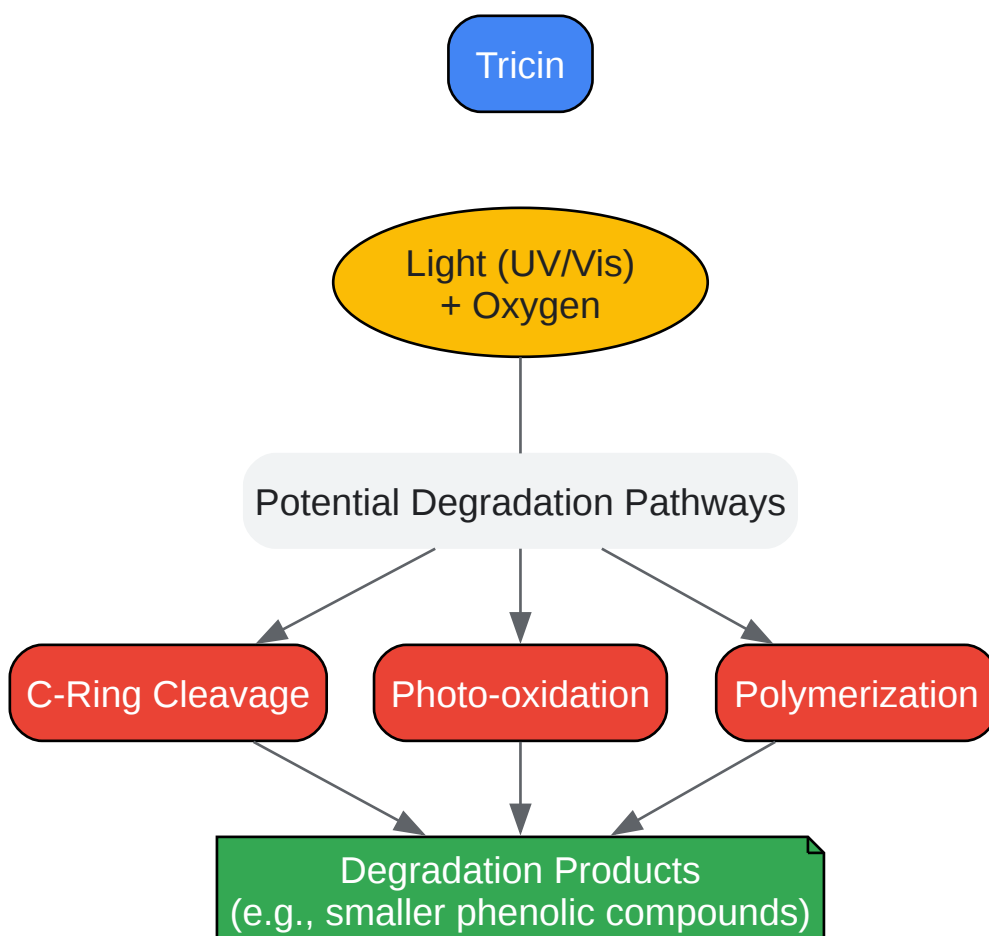 Tricin
Light (UV/Vis)
+ Oxygen
Potential Degradation Pathways
C-Ring Cleavage
Photo-oxidation
Polymerization
Degradation Products
(e.g., smaller phenolic compounds)